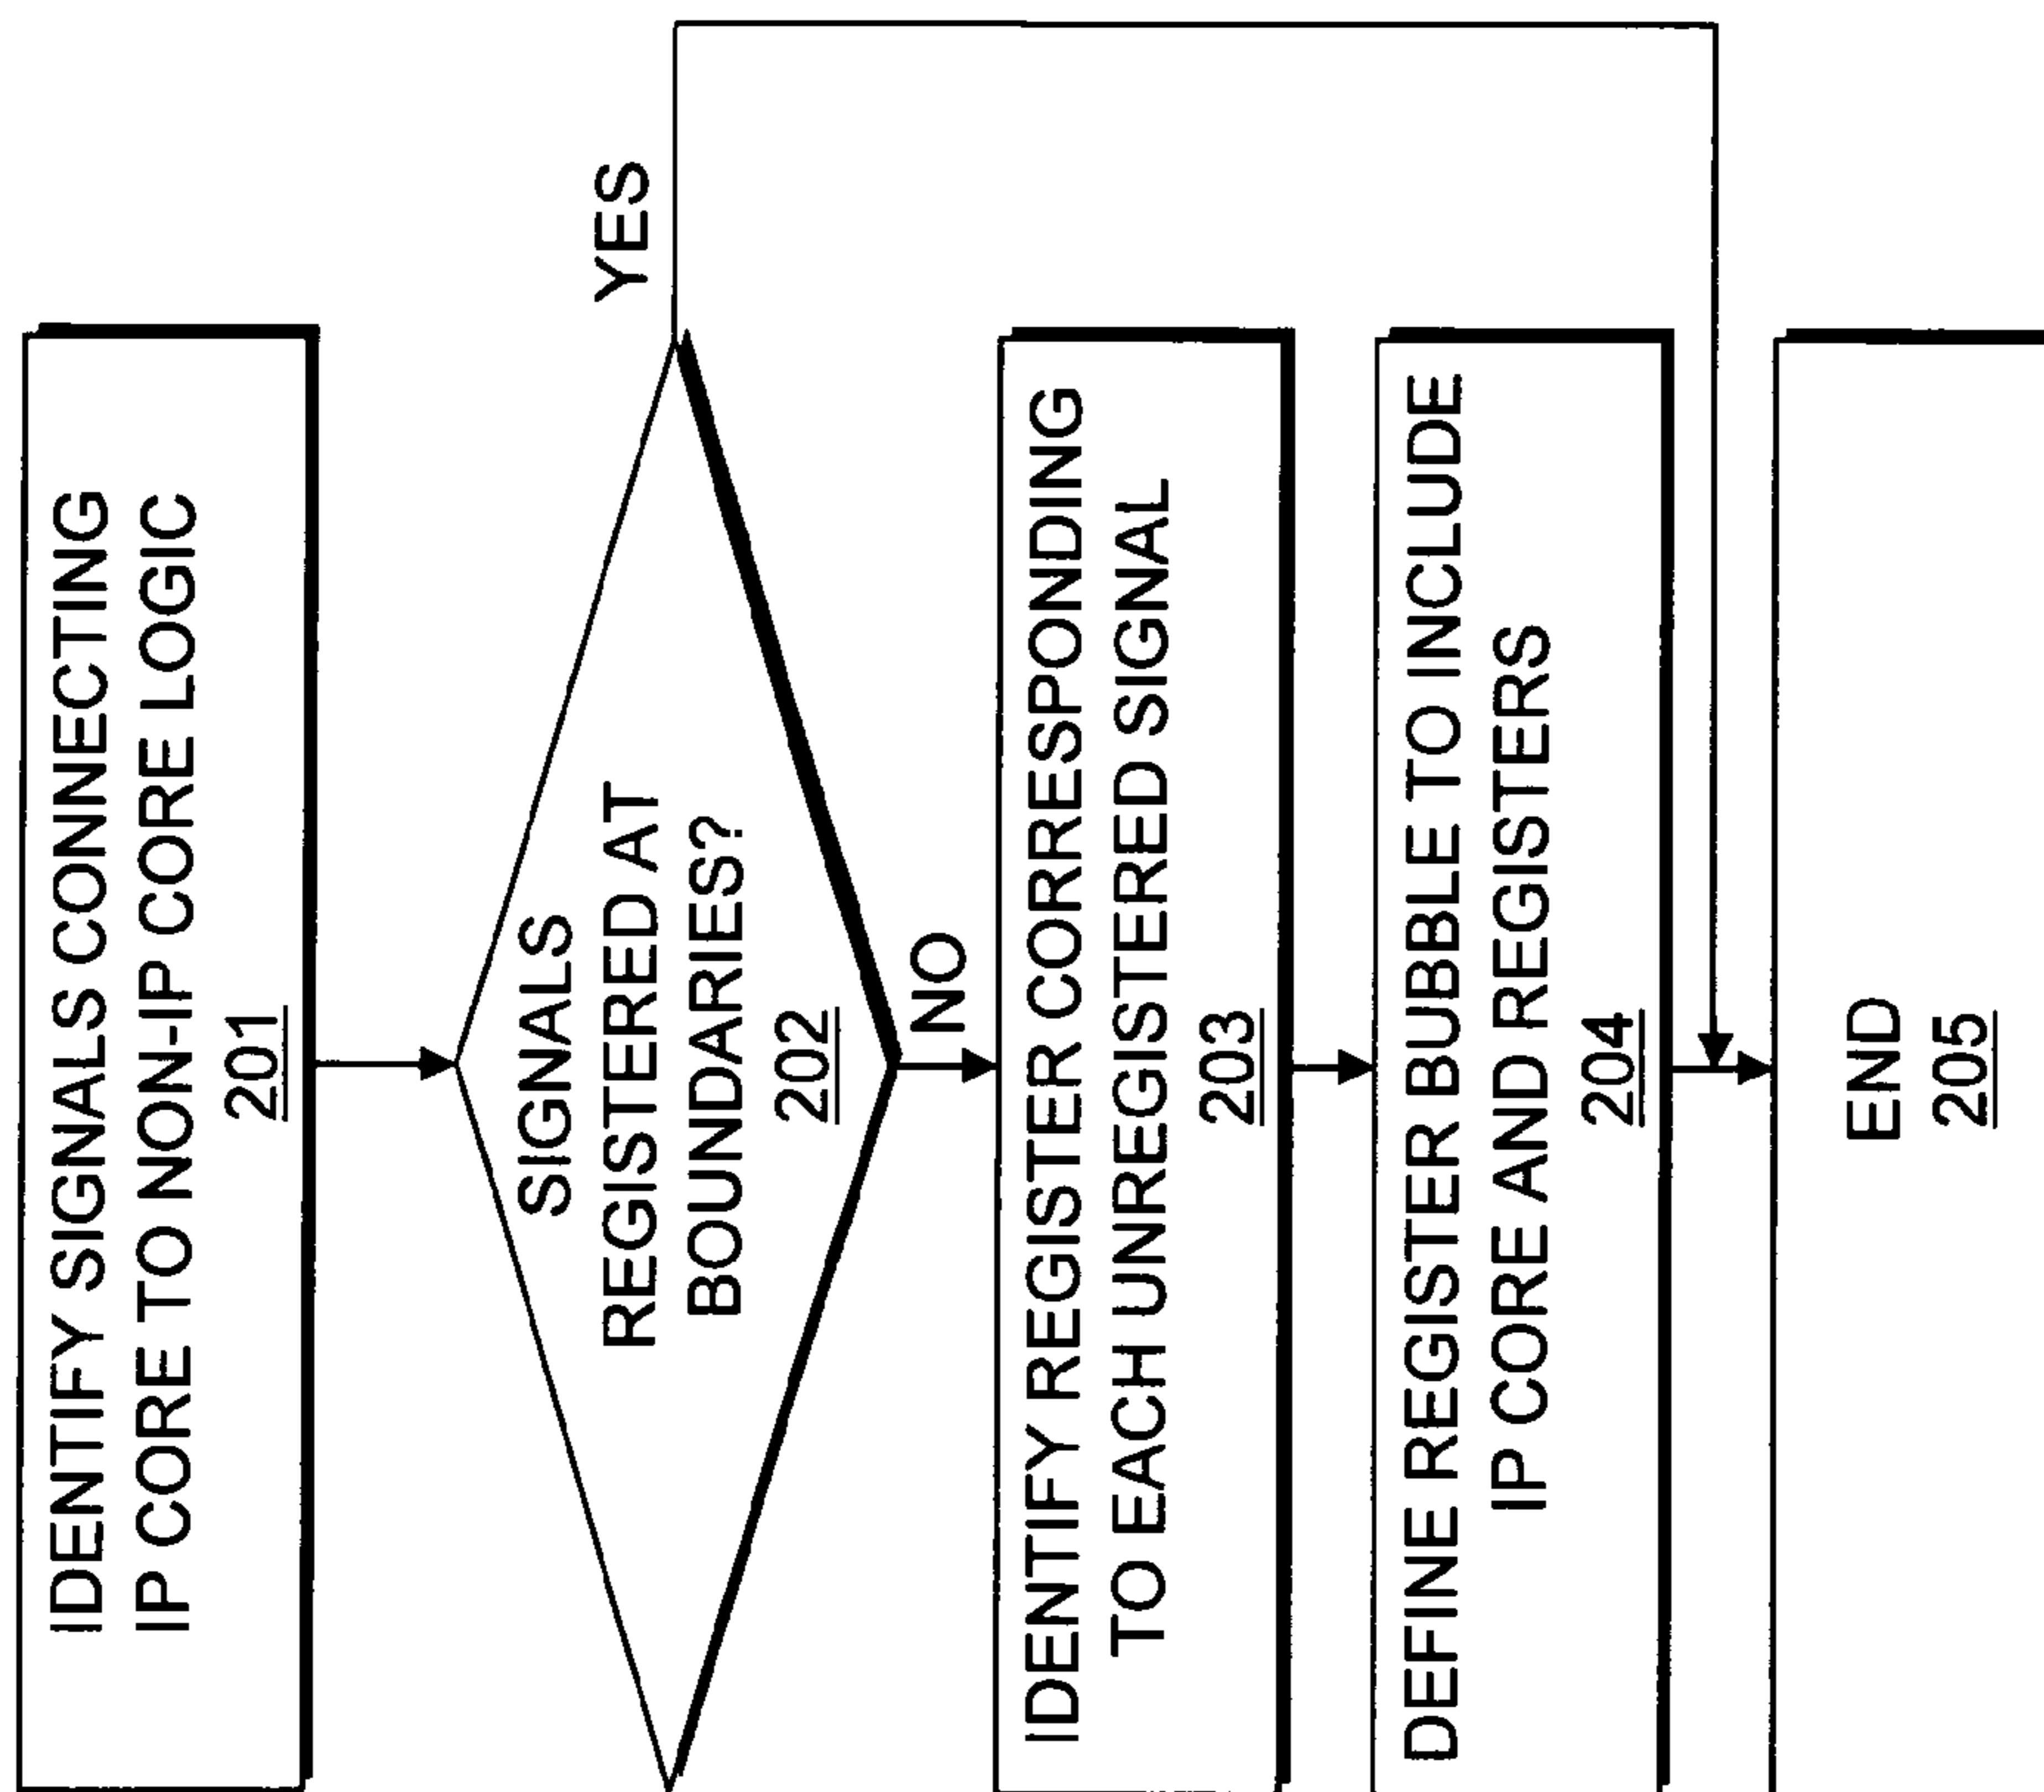 IDENTIFY SIGNALS CONNECTING
IP CORE TO NON-IP CORE LOGIC
201
SIGNALS
REGISTERED AT
BOUNDARIES?
202
YES
NO
IDENTIFY REGISTER CORRESPONDING
TO EACH UNREGISTERED SIGNAL
203
DEFINE REGISTER BUBBLE TO INCLUDE
IP CORE AND REGISTERS
204
END
205